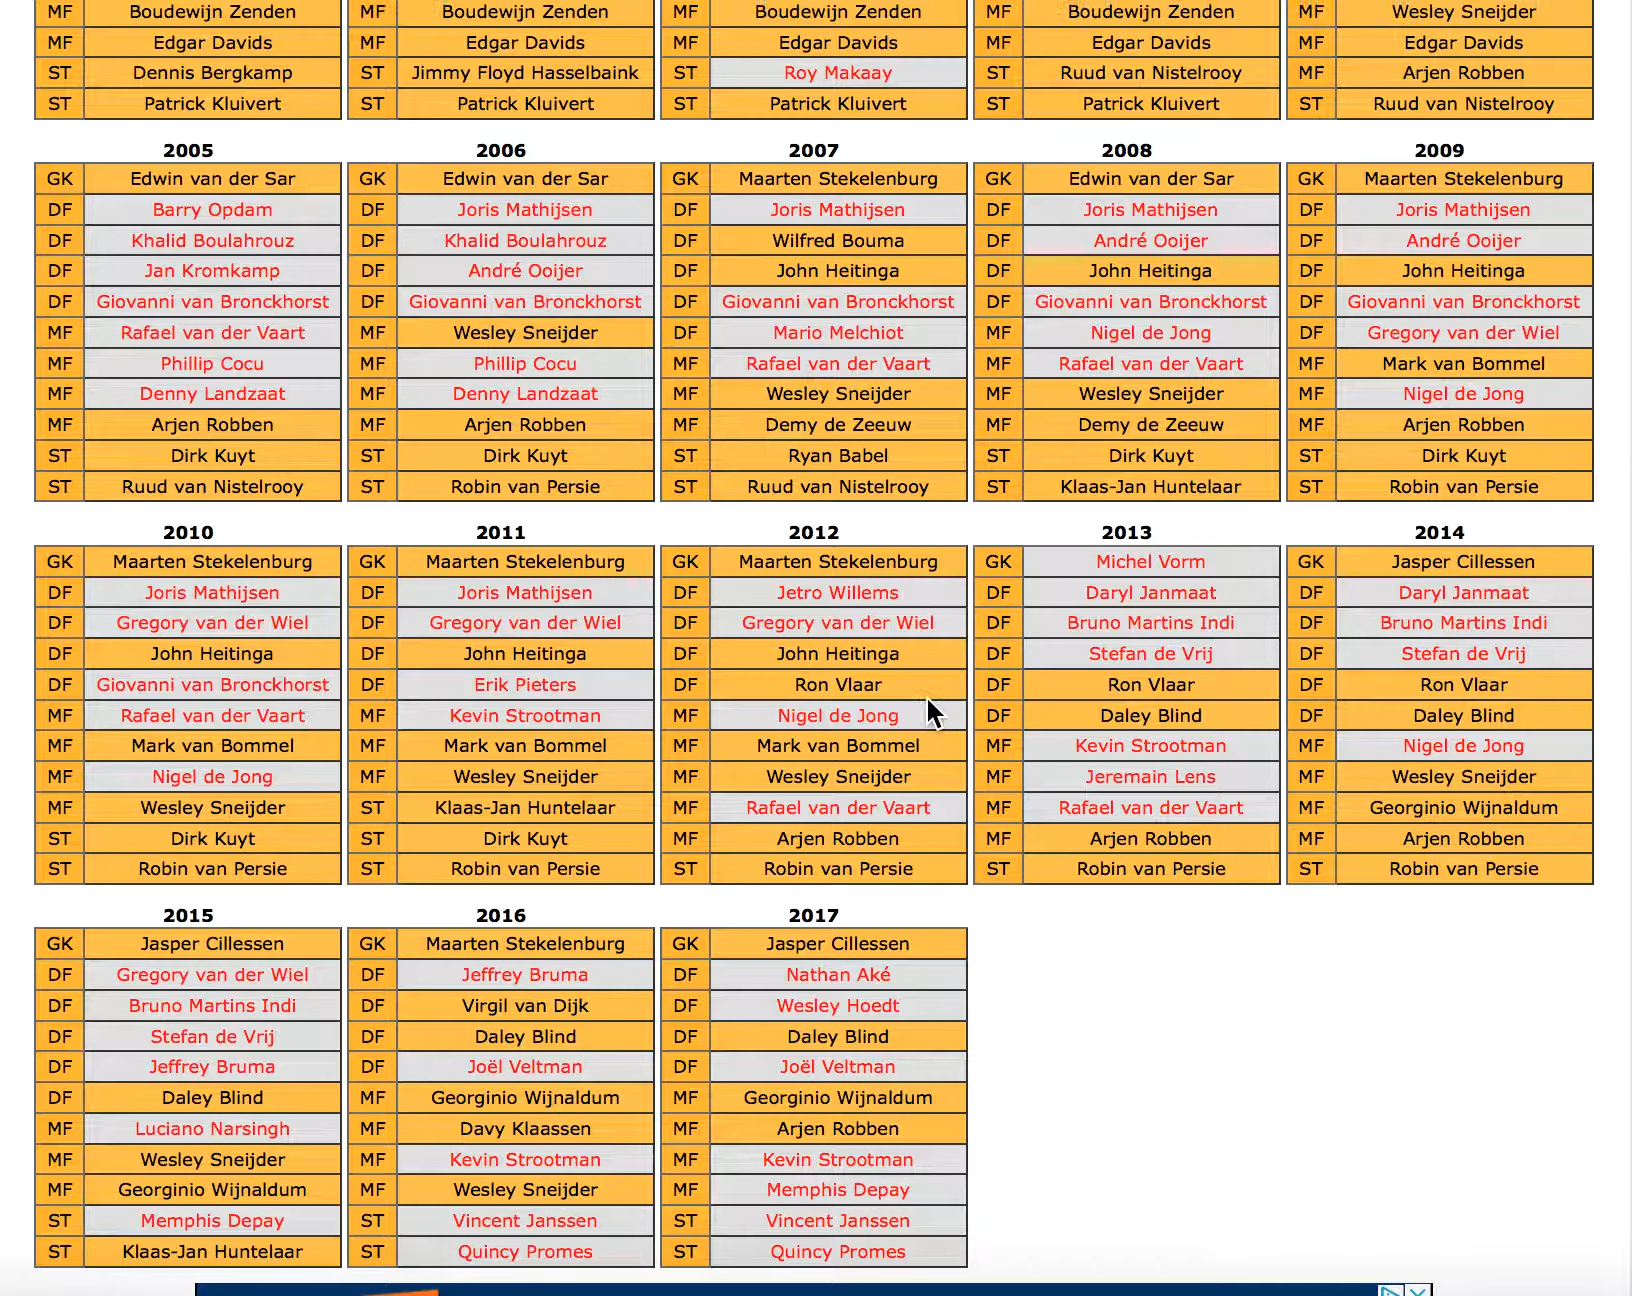 MF Boudewijn Zenden MF Boudewijn Zenden MF Boudewijn Zenden MF Boudewijn Zenden MF Wesley Sneijder
MF Edgar Davids MF Edgar Davids MF Edgar Davids MF Edgar Davids MF Edgar Davids
ST Dennis Bergkamp ST Jimmy Floyd Hasselbaink ST Roy Makaay ST Ruud van Nistelrooy MF Arjen Robben
ST Patrick Kluivert ST Patrick Kluivert ST Patrick Kluivert ST Patrick Kluivert ST Ruud van Nistelrooy
2005 2006 2007 2008 2009
GK Edwin van der Sar GK Edwin van der Sar GK Maarten Stekelenburg GK Edwin van der Sar GK Maarten Stekelenburg
DF Barry Opdam DF Joris Mathijsen DF Joris Mathijsen DF Joris Mathijsen DF Joris Mathijsen
DF Khalid Boulahrouz DF Khalid Boulahrouz DF Wilfred Bouma DF André Ooijer DF André Ooijer
DF Jan Kromkamp DF André Ooijer DF John Heitinga DF John Heitinga DF John Heitinga
DF Giovanni van Bronckhorst DF Giovanni van Bronckhorst DF Giovanni van Bronckhorst DF Giovanni van Bronckhorst DF Giovanni van Bronckhorst
MF Rafael van der Vaart MF Wesley Sneijder DF Mario Melchiot MF Nigel de Jong DF Gregory van der Wiel
MF Phillip Cocu MF Phillip Cocu MF Rafael van der Vaart MF Rafael van der Vaart MF Mark van Bommel
MF Denny Landzaat MF Denny Landzaat MF Wesley Sneijder MF Wesley Sneijder MF Nigel de Jong
MF Arjen Robben MF Arjen Robben MF Demy de Zeeuw MF Demy de Zeeuw MF Arjen Robben
ST Dirk Kuyt ST Dirk Kuyt ST Ryan Babel ST Dirk Kuyt ST Dirk Kuyt
ST Ruud van Nistelrooy ST Robin van Persie ST Ruud van Nistelrooy ST Klaas-Jan Huntelaar ST Robin van Persie
2010 2011 2012 2013 2014
GK Maarten Stekelenburg GK Maarten Stekelenburg GK Maarten Stekelenburg GK Michel Vorm GK Jasper Cillessen
DF Joris Mathijsen DF Joris Mathijsen DF Jetro Willems DF Daryl Janmaat DF Daryl Janmaat
DF Gregory van der Wiel DF Gregory van der Wiel DF Gregory van der Wiel DF Bruno Martins Indi DF Bruno Martins Indi
DF John Heitinga DF John Heitinga DF John Heitinga DF Stefan de Vrij DF Stefan de Vrij
DF Giovanni van Bronckhorst DF Erik Pieters DF Ron Vlaar DF Ron Vlaar DF Ron Vlaar
MF Rafael van der Vaart MF Kevin Strootman MF Nigel de Jong DF Daley Blind DF Daley Blind
MF Mark van Bommel MF Mark van Bommel MF Mark van Bommel MF Kevin Strootman MF Nigel de Jong
MF Nigel de Jong MF Wesley Sneijder MF Wesley Sneijder MF Jeremain Lens MF Wesley Sneijder
MF Wesley Sneijder ST Klaas-Jan Huntelaar MF Rafael van der Vaart MF Rafael van der Vaart MF Georginio Wijnaldum
ST Dirk Kuyt ST Dirk Kuyt MF Arjen Robben MF Arjen Robben MF Arjen Robben
ST Robin van Persie ST Robin van Persie ST Robin van Persie ST Robin van Persie ST Robin van Persie
2015 2016 2017
GK Jasper Cillessen GK Maarten Stekelenburg GK Jasper Cillessen
DF Gregory van der Wiel DF Jeffrey Bruma DF Nathan Aké
DF Bruno Martins Indi DF Virgil van Dijk DF Wesley Hoedt
DF Stefan de Vrij DF Daley Blind DF Daley Blind
DF Jeffrey Bruma DF Joël Veltman DF Joël Veltman
DF Daley Blind MF Georginio Wijnaldum MF Georginio Wijnaldum
MF Luciano Narsingh MF Davy Klaassen MF Arjen Robben
MF Wesley Sneijder MF Kevin Strootman MF Kevin Strootman
MF Georginio Wijnaldum MF Wesley Sneijder MF Memphis Depay
ST Memphis Depay ST Vincent Janssen ST Vincent Janssen
ST Klaas-Jan Huntelaar ST Quincy Promes ST Quincy Promes